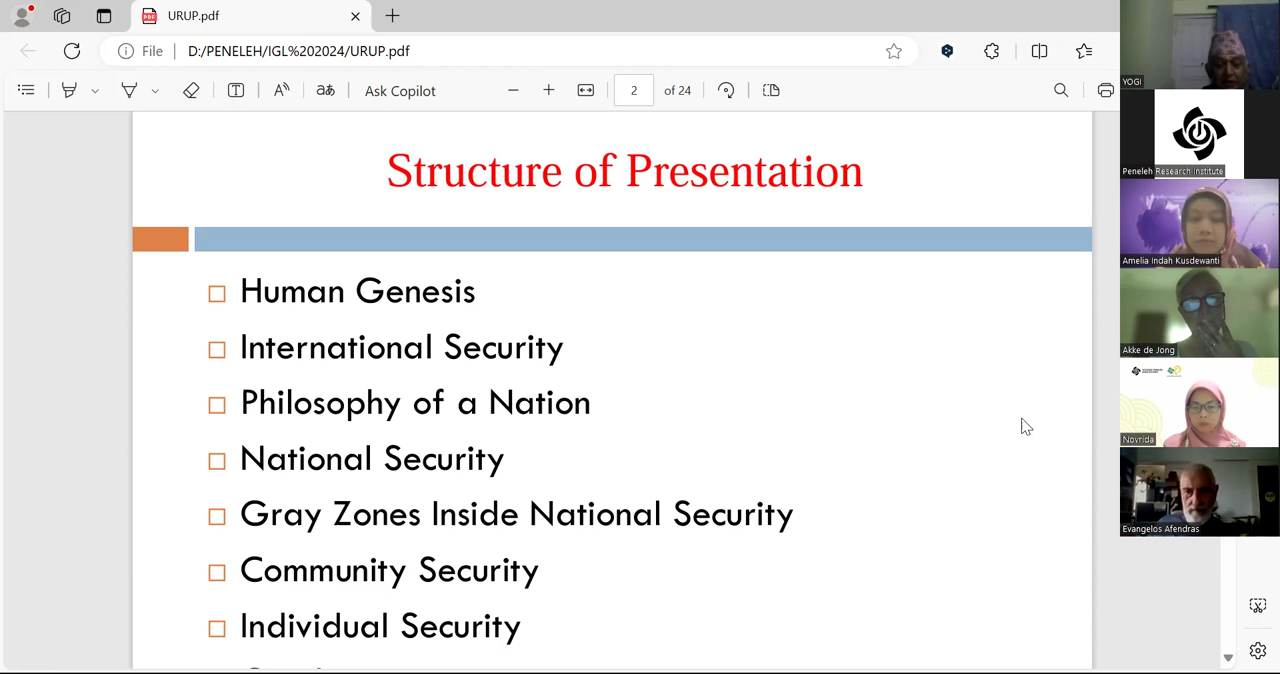 URUP.pdf
File
D:/PENELEH/IGL%202024/URUP.pdf
Ask Copilot
2 of 24
Structure of Presentation
Human Genesis
International Security
Philosophy of a Nation
National Security
Gray Zones Inside National Security
Community Security
Individual Security
YOGI
Peneleh Research Institute
Amelia Indah Kusdewanti
Akke de Jong
Novrida
Evangelos Afendras